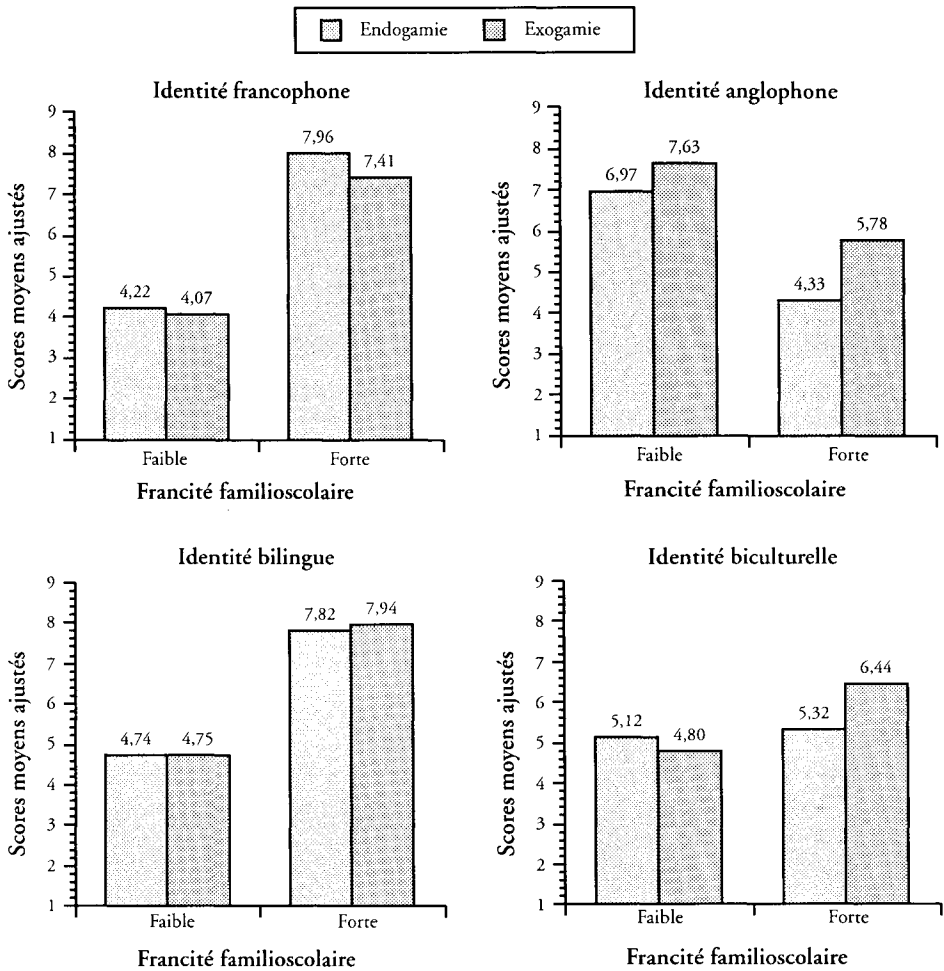 Endogamie Exogamie
Identité francophone
Scores moyens ajustés
9
8
7
6
5
4
3
2
1
4,22 4,07
7,96
7,41
Faible Forte
Francité familioscolaire
Identité anglophone
Scores moyens ajustés
9
8
7
6
5
4
3
2
1
6,97
7,63
4,33
5,78
Faible Forte
Francité familioscolaire
Identité bilingue
Scores moyens ajustés
9
8
7
6
5
4
3
2
1
4,74 4,75
7,82 7,94
Faible Forte
Francité familioscolaire
Identité biculturelle
Scores moyens ajustés
9
8
7
6
5
4
3
2
1
5,12
4,80
5,32
6,44
Faible Forte
Francité familioscolaire